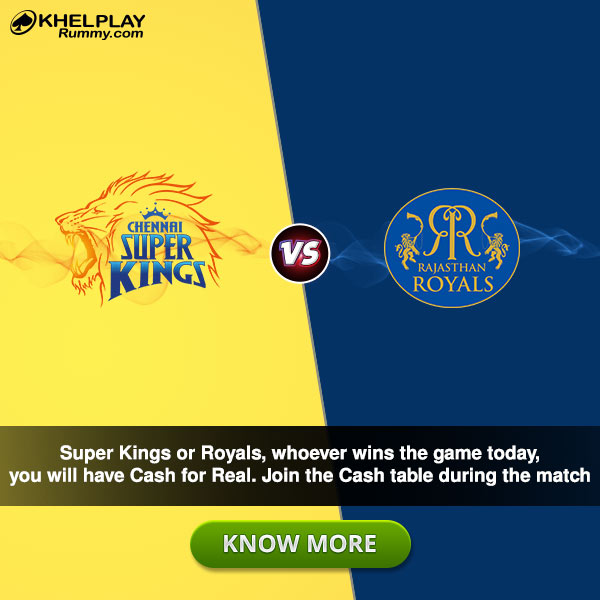 KHELPLAY
Rummy.com
CHENNAI
SUPER
KINGS
VS
RR
RAJASTHAN
ROYALS
Super Kings or Royals, whoever wins the game today,
you will have Cash for Real. Join the Cash table during the match
KNOW MORE